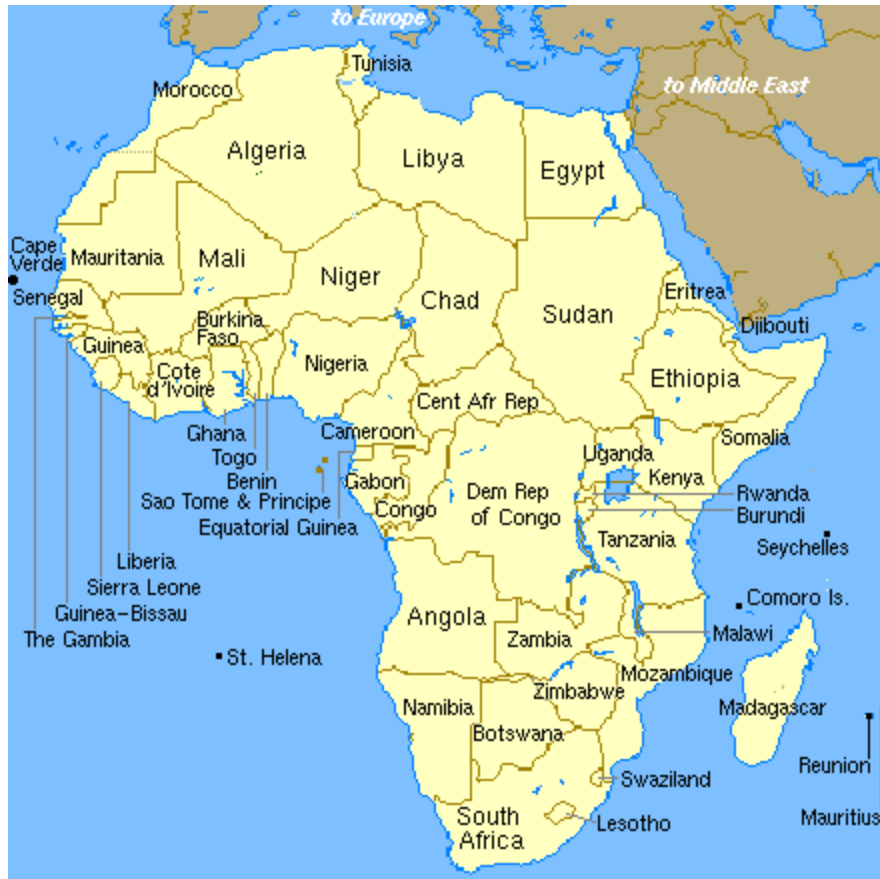 to Europe
Tunisia
to Middle East
Morocco
Algeria
Libya
Egypt
Cape
Verde
Mauritania
Mali
Niger
Chad
Sudan
Eritrea
Senegal
Burkina
Faso
Djibouti
Guinea
Cote
d'Ivoire
Nigeria
Ethiopia
Cent Afr Rep
Ghana
Cameroon
Somalia
Togo
Uganda
Benin
Gabon
Kenya
Sao Tome & Principe
Dem Rep
of Congo
Rwanda
Equatorial Guinea
Congo
Burundi
Tanzania
Seychelles
Liberia
Sierra Leone
Guinea-Bissau
The Gambia
Angola
Comoro Is.
Zambia
Malawi
St. Helena
Mozambique
Zimbabwe
Namibia
Madagascar
Botswana
Reunion
Swaziland
Mauritius
South
Africa
Lesotho